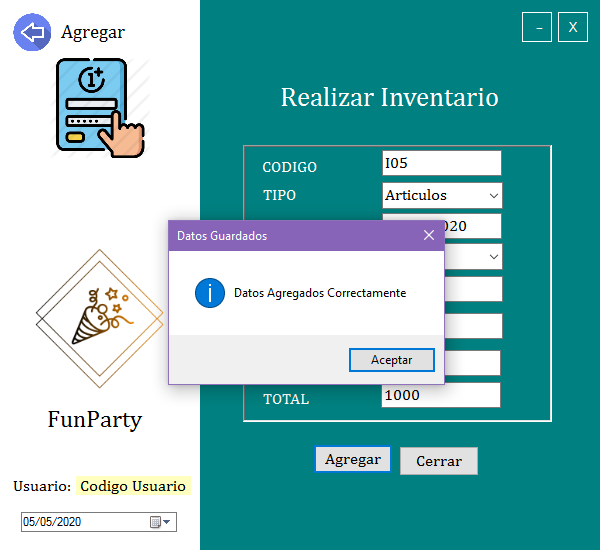 Agregar
- X
Realizar Inventario
CODIGO I05
TIPO Articulos
020
Datos Guardados
Datos Agregados Correctamente
Aceptar
TOTAL 1000
FunParty
Agregar Cerrar
Usuario: Codigo Usuario
05/05/2020